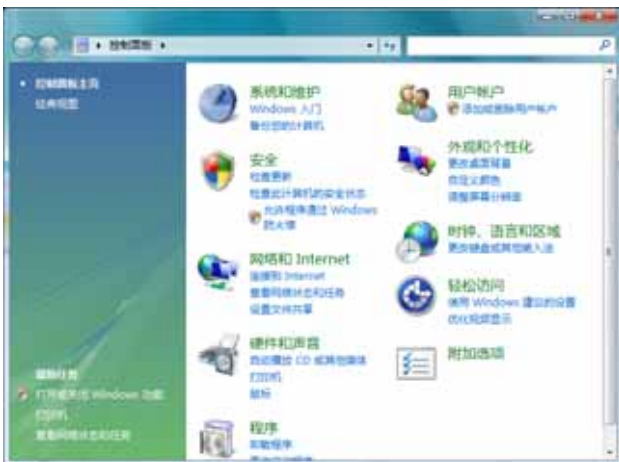 控制面板
控制面板主页
经典视图
系统和维护
Windows 入门
备份您的计算机
安全
检查更新
检查此计算机的安全状态
允许程序通过 Windows
防火墙
网络和 Internet
连接到 Internet
查看网络状态和任务
设置文件共享
硬件和声音
自动播放 CD 或其他媒体
打印机
鼠标
程序
卸载程序
用户帐户
添加或删除用户帐户
外观和个性化
更改桌面背景
自定义颜色
调整屏幕分辨率
时钟、语言和区域
更改键盘或其他输入法
轻松访问
使用 Windows 建议的设置
优化视频显示
附加选项
最新任务
打开或关闭 Windows 功能
打印机
查看网络状态和任务